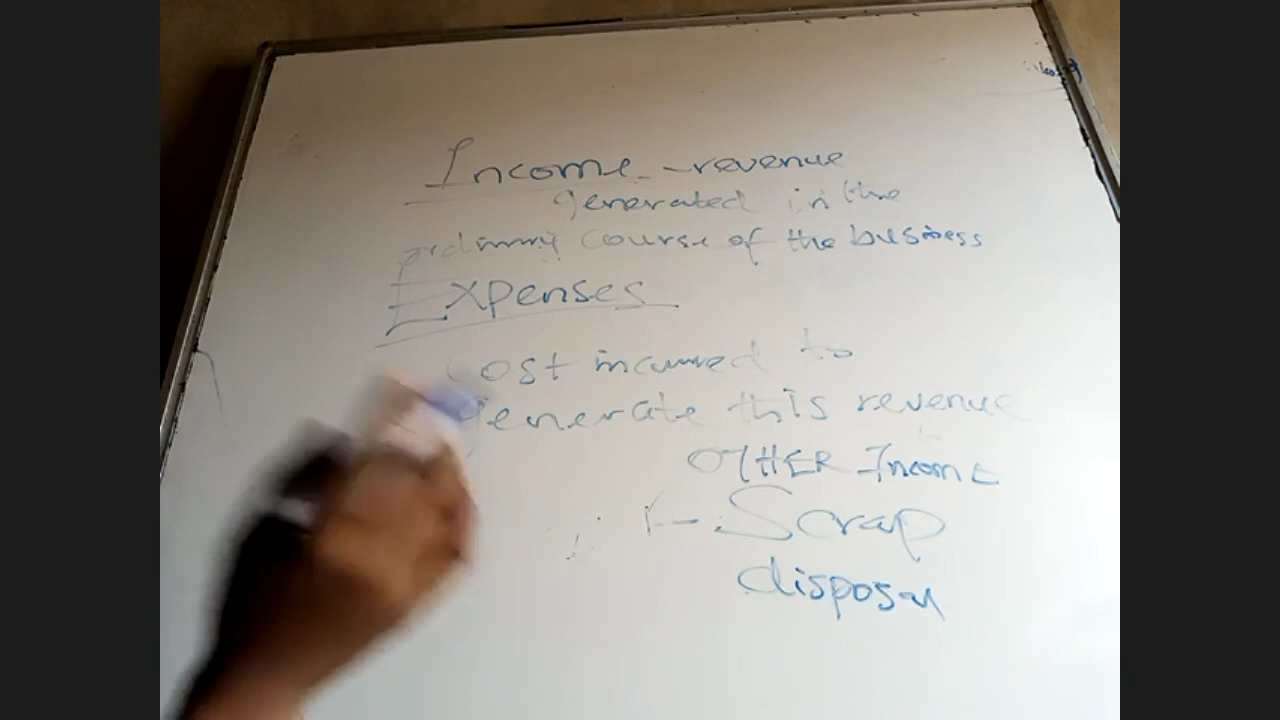 Income - revenue
generated in the
ordinary course of the business
Expenses
Cost incurred to
generate this revenue
OTHER Income
- Scrap
disposal